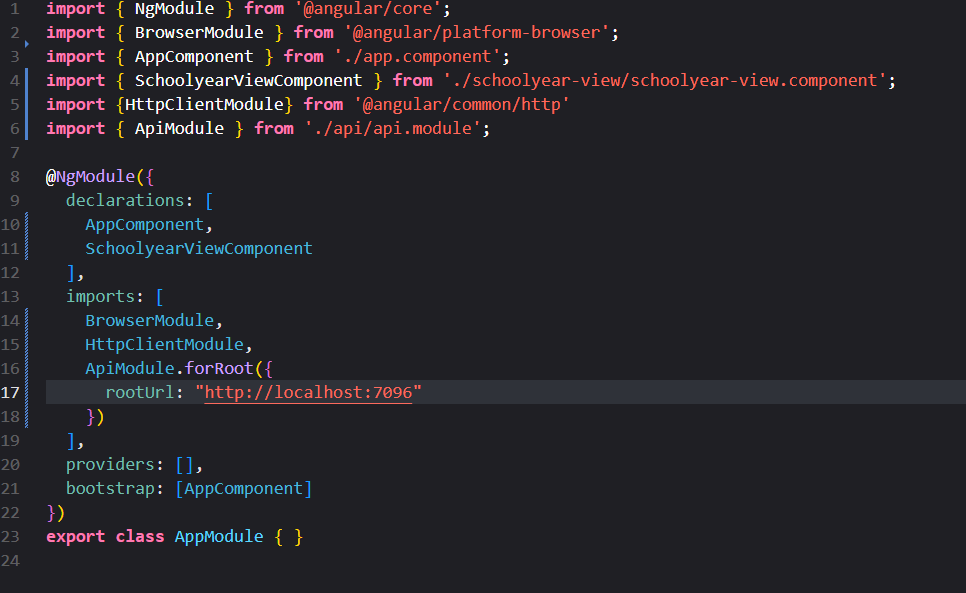 1 import { NgModule } from '@angular/core';
2 import { BrowserModule } from '@angular/platform-browser';
3 import { AppComponent } from './app.component';
4 import { SchoolyearViewComponent } from './schoolyear-view/schoolyear-view.component';
5 import {HttpClientModule} from '@angular/common/http'
6 import { ApiModule } from './api/api.module';
7
8 @NgModule({
9   declarations: [
10     AppComponent,
11     SchoolyearViewComponent
12   ],
13   imports: [
14     BrowserModule,
15     HttpClientModule,
16     ApiModule.forRoot({
17       rootUrl: "http://localhost:7096"
18     })
19   ],
20   providers: [],
21   bootstrap: [AppComponent]
22 })
23 export class AppModule { }
24